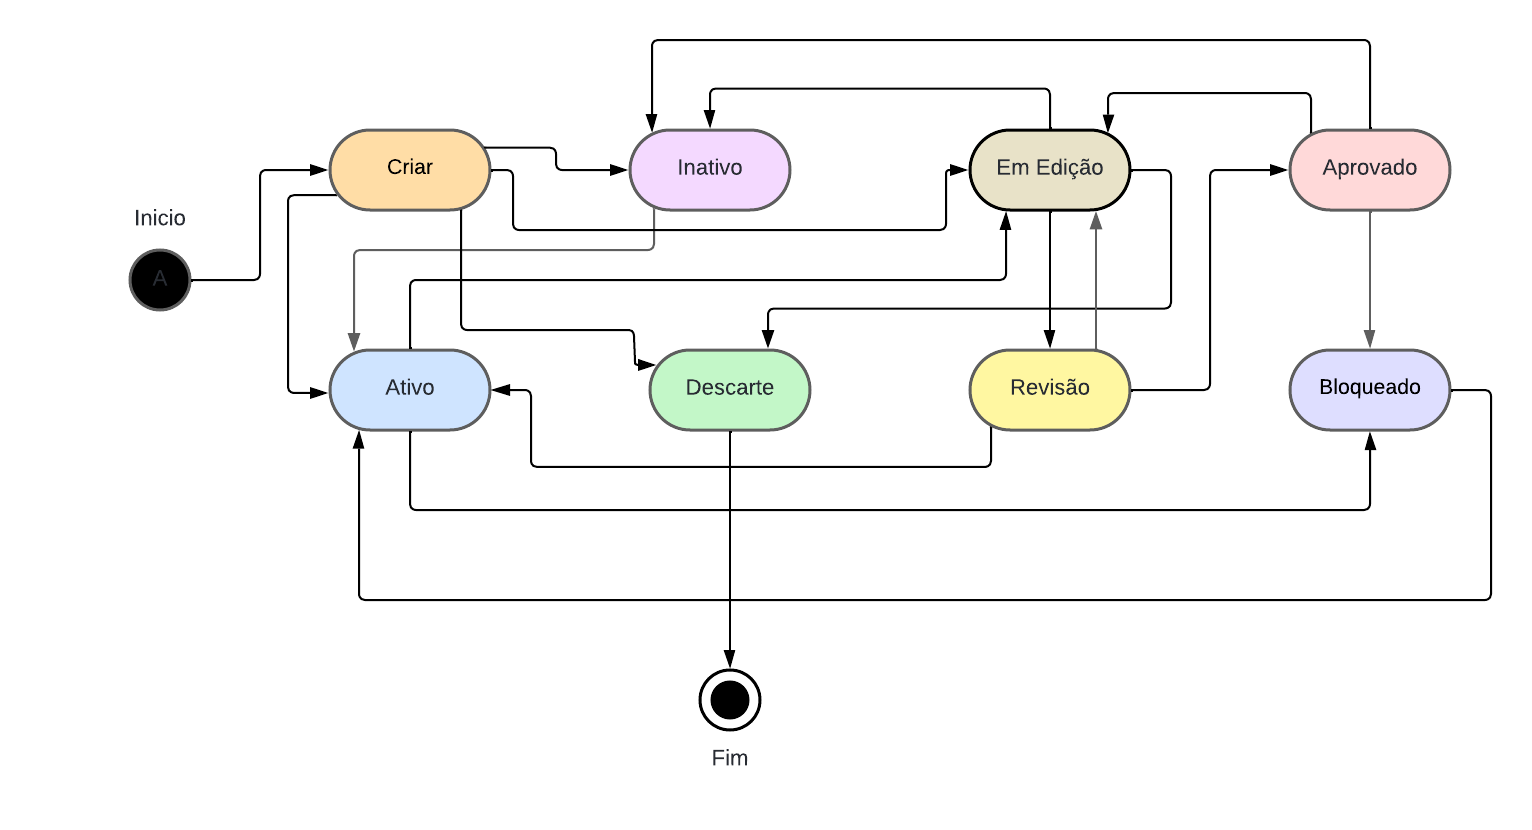 Criar
Inativo
Em Edição
Aprovado
Inicio
A
Ativo
Descarte
Revisão
Bloqueado
Fim